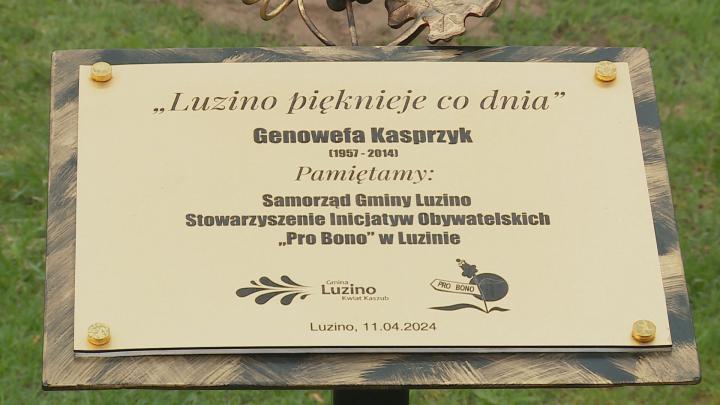 „Luzino pięknieje co dnia”
Genowefa Kasprzyk
(1957 - 2014)
Pamiętamy:
Samorząd Gminy Luzino
Stowarzyszenie Inicjatyw Obywatelskich
„Pro Bono” w Luzinie
Gmina
Luzino
Kwiat Kaszub
PRO BONO
Luzino, 11.04.2024